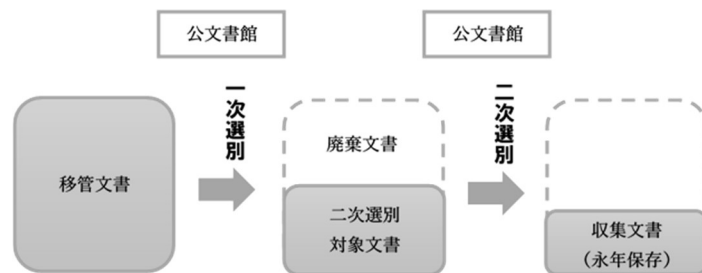 公文書館
公文書館
一次選別
二次選別
移管文書
廃棄文書
二次選別
対象文書
収集文書
（永年保存）